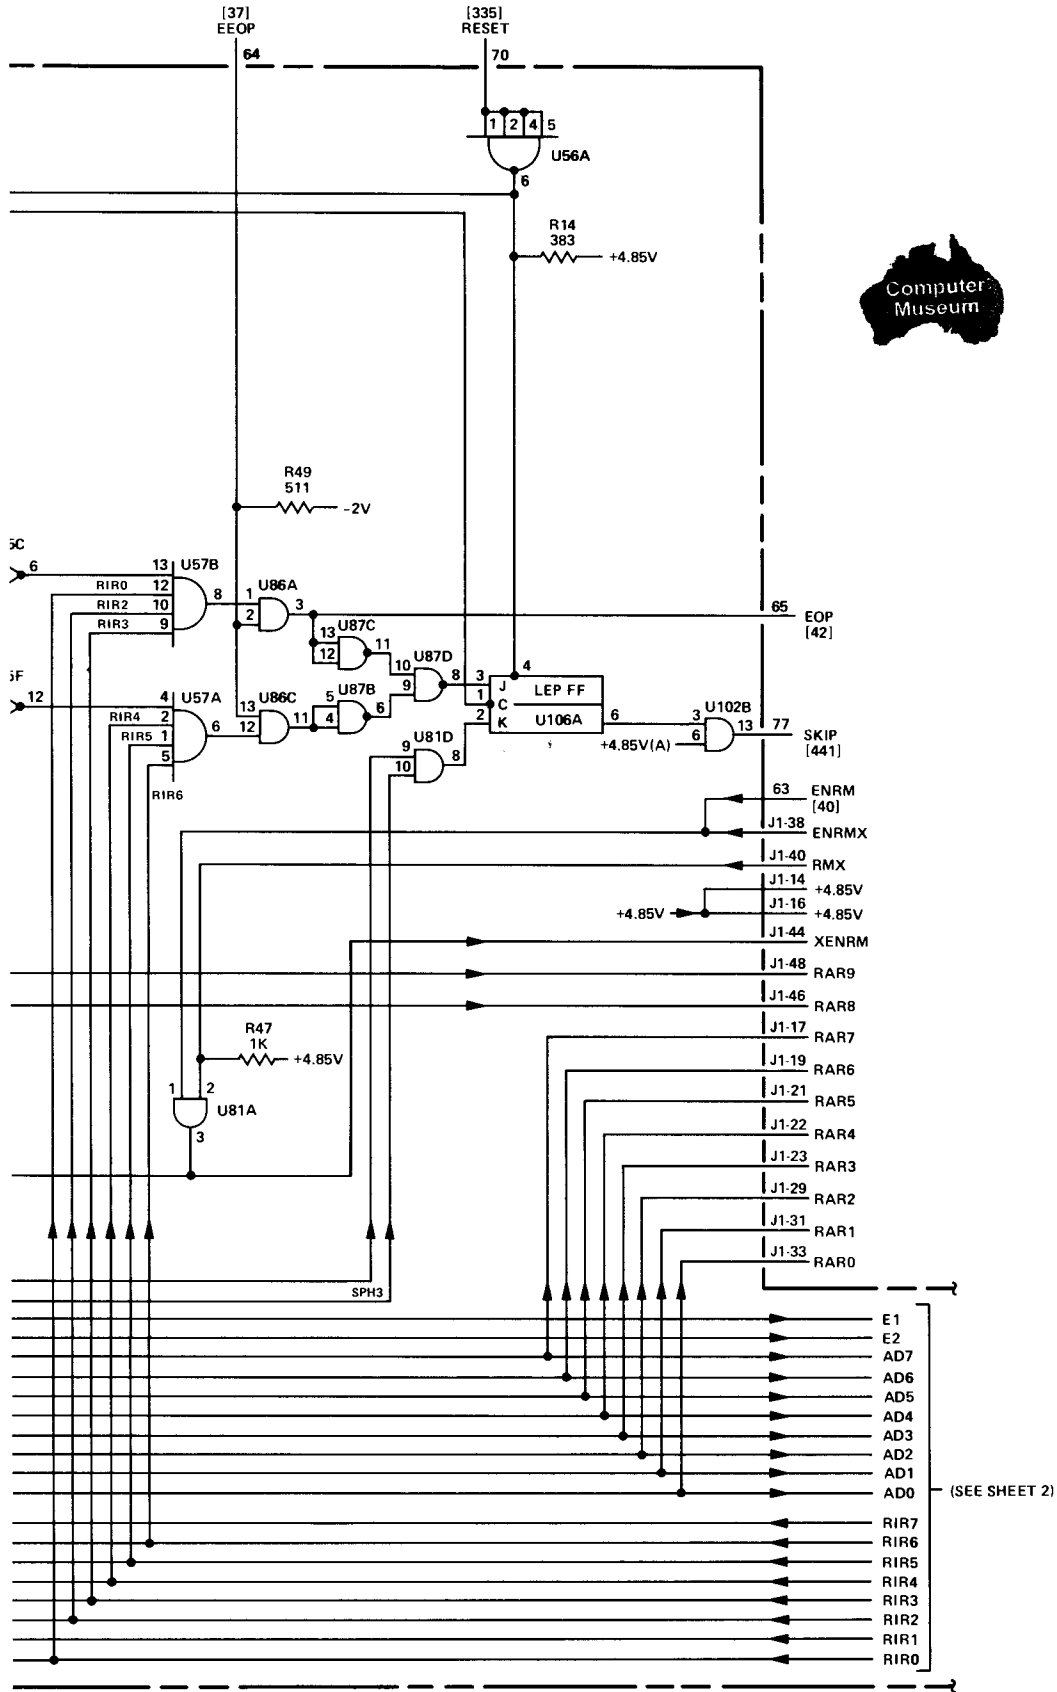 [37]
EEOP
64
[335]
RESET
70
1 2 4 5
U56A
6
R14
383
+4.85V
Computer
Museum
R49
511
-2V
5C
6
13
U57B
RIR0
12
RIR2
10
RIR3
9
8
1
U86A
2
3
65
EOP
[42]
13
U87C
12
11
10
U87D
9
8
5F
12
4
U57A
RIR4
2
RIR5
1
5
6
RIR6
13
U86C
12
11
5
U87B
4
6
3
4
J
LEP FF
1
C
2
K
U106A
6
3
U102B
13
77
+4.85V(A)
6
SKIP
[441]
9
U81D
10
8
63
ENRM
[40]
J1-38
ENRMX
J1-40
RMX
J1-14
+4.85V
+4.85V
J1-16
+4.85V
J1-44
XENRM
J1-48
RAR9
J1-46
RAR8
R47
1K
+4.85V
J1-17
RAR7
J1-19
RAR6
1
2
U81A
3
J1-21
RAR5
J1-22
RAR4
J1-23
RAR3
J1-29
RAR2
J1-31
RAR1
J1-33
RAR0
SPH3
E1
E2
AD7
AD6
AD5
AD4
AD3
AD2
AD1
AD0
(SEE SHEET 2)
RIR7
RIR6
RIR5
RIR4
RIR3
RIR2
RIR1
RIR0